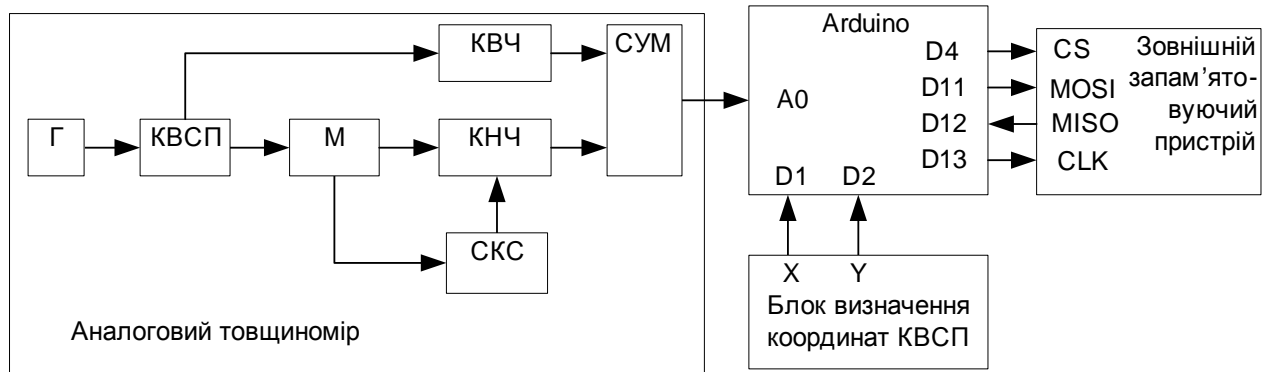 КВЧ
СУМ
Г
КВСП
М
КНЧ
СКС
Аналоговий товщиномір
Arduino
A0
D4
D11
D12
D13
D1
D2
CS
MOSI
MISO
CLK
Зовнішній
запам’ято-
вуючий
пристрій
X
Y
Блок визначення
координат КВСП